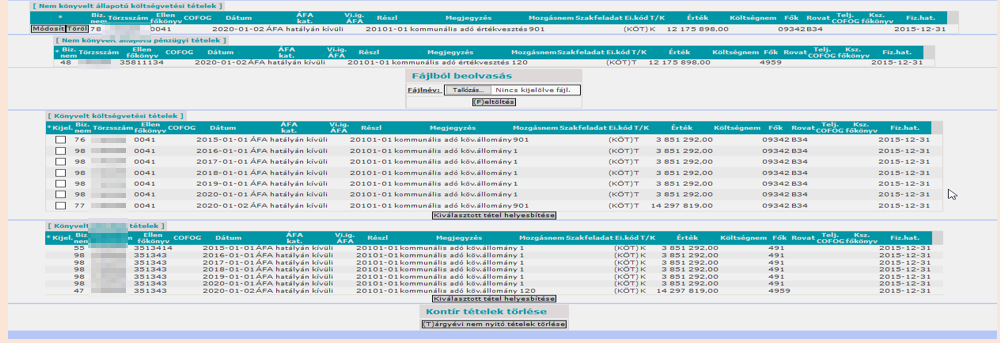 [ Nem könyvelt állapotú költségvetési tételek ]
* Biz. nem Törzsszám Ellen főkönyv COFOG Dátum ÁFA kat. Vi.ig. ÁFA Részl Megjegyzés Mozgásnem Szakfeladat Ei.kód T/K Érték Költségnem Fők Rovat Telj. COFOG Ksz. főkönyv Fiz.hat.
Módosít Töröl 78 0041 2020-01-02 ÁFA hatályán kívüli 20101-01 kommunális adó értékvesztés 901 (KÖT) K 12 175 898,00 09342 B34 2015-12-31
[ Nem könyvelt állapotú pénzügyi tételek ]
* Biz. nem Törzsszám Ellen főkönyv COFOG Dátum ÁFA kat. Vi.ig. ÁFA Részl Megjegyzés Mozgásnem Szakfeladat Ei.kód T/K Érték Költségnem Fők Rovat Telj. COFOG Ksz. főkönyv Fiz.hat.
48 35811134 2020-01-02 ÁFA hatályán kívüli 20101-01 kommunális adó értékvesztés 120 (KÖT) K 12 175 898,00 4959 2015-12-31
Fájlból beolvasás
Fájlnév: Tallózás... Nincs kijelölve fájl.
(F)eltöltés
[ Könyvelt költségvetési tételek ]
* Kijel. Biz. nem Törzsszám Ellen főkönyv COFOG Dátum ÁFA kat. Vi.ig. ÁFA Részl Megjegyzés Mozgásnem Szakfeladat Ei.kód T/K Érték Költségnem Fők Rovat Telj. COFOG Ksz. főkönyv Fiz.hat.
76 0041 2015-01-01 ÁFA hatályán kívüli 20101-01 kommunális adó köv.állomány 901 (KÖT) T 3 851 292,00 09342 B34 2015-12-31
98 0041 2016-01-01 ÁFA hatályán kívüli 20101-01 kommunális adó köv.állomány (KÖT) T 3 851 292,00 09342 B34 2015-12-31
98 0041 2017-01-01 ÁFA hatályán kívüli 20101-01 kommunális adó köv.állomány (KÖT) T 3 851 292,00 09342 B34 2015-12-31
98 0041 2018-01-01 ÁFA hatályán kívüli 20101-01 kommunális adó köv.állomány (KÖT) T 3 851 292,00 09342 B34 2015-12-31
98 0041 2019-01-01 ÁFA hatályán kívüli 20101-01 kommunális adó köv.állomány (KÖT) T 3 851 292,00 09342 B34 2015-12-31
98 0041 2020-01-01 ÁFA hatályán kívüli 20101-01 kommunális adó köv.állomány (KÖT) T 3 851 292,00 09342 B34 2015-12-31
77 0041 2020-01-02 ÁFA hatályán kívüli 20101-01 kommunális adó köv.állomány 901 (KÖT) T 14 297 819,00 09342 B34 2015-12-31
Kiválasztott tétel helyesbítése
[ Könyvelt tételek ]
* Kijel. Biz. nem Ellen főkönyv COFOG Dátum ÁFA kat. Vi.ig. ÁFA Részl Megjegyzés Mozgásnem Szakfeladat Ei.kód T/K Érték Költségnem Fők Rovat Telj. COFOG Ksz. főkönyv Fiz.hat.
55 3513414 2015-01-01 ÁFA hatályán kívüli 20101-01 kommunális adó köv.állomány 1 (KÖT) K 3 851 292,00 491 2015-12-31
98 351343 2016-01-01 ÁFA hatályán kívüli 20101-01 kommunális adó köv.állomány 1 (KÖT) K 3 851 292,00 491 2015-12-31
98 351343 2017-01-01 ÁFA hatályán kívüli 20101-01 kommunális adó köv.állomány 1 (KÖT) K 3 851 292,00 491 2015-12-31
98 351343 2018-01-01 ÁFA hatályán kívüli 20101-01 kommunális adó köv.állomány 1 (KÖT) K 3 851 292,00 491 2015-12-31
98 351343 2019-01-01 ÁFA hatályán kívüli 20101-01 kommunális adó köv.állomány 1 (KÖT) K 3 851 292,00 491 2015-12-31
98 351343 2020-01-01 ÁFA hatályán kívüli 20101-01 kommunális adó köv.állomány 1 (KÖT) K 3 851 292,00 491 2015-12-31
47 351343 2020-01-02 ÁFA hatályán kívüli 20101-01 kommunális adó köv.állomány 120 (KÖT) K 14 297 819,00 4959 2015-12-31
Kiválasztott tétel helyesbítése
Kontír tételek törlése
(T)árgyévi nem nyitó tételek törlése